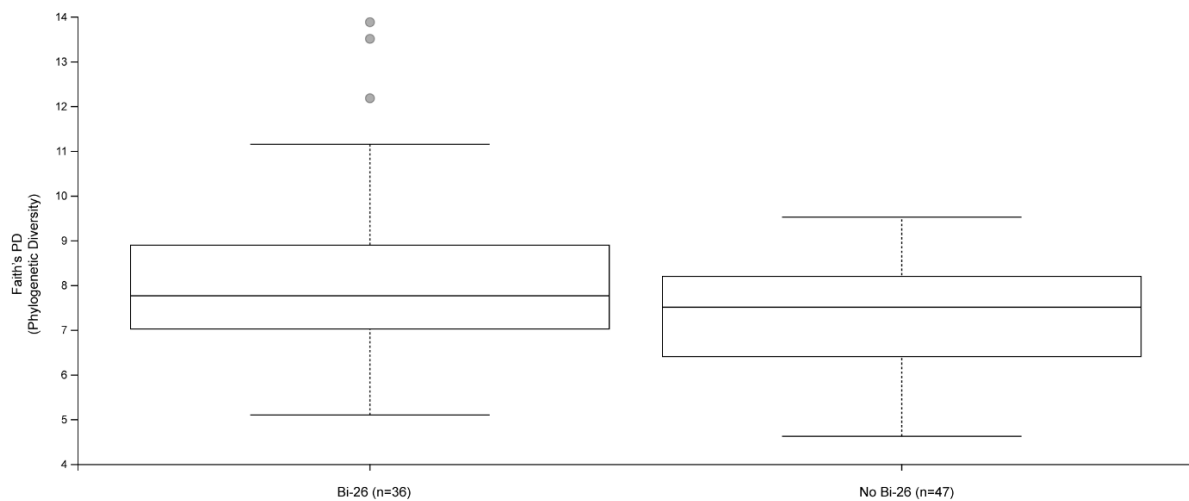 14
13
12
11
10
9
8
7
6
5
4
Faith's PD
(Phylogenetic Diversity)
Bi-26 (n=36)
No Bi-26 (n=47)